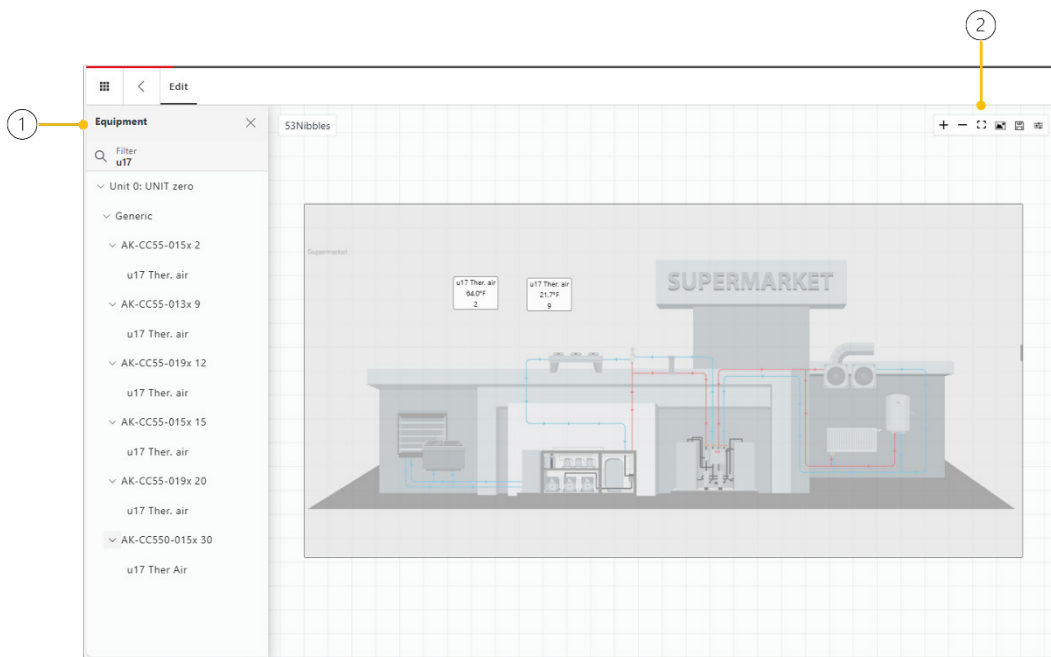 2
Edit
1
Equipment
53Nibbles
Filter
u17
Unit 0: UNIT zero
Generic
AK-CC55-015x 2
u17 Ther. air
AK-CC55-013x 9
u17 Ther. air
AK-CC55-019x 12
u17 Ther. air
AK-CC55-015x 15
u17 Ther. air
AK-CC55-019x 20
u17 Ther. air
AK-CC550-015x 30
u17 Ther Air
Supermarket
u17 Ther. air
64.0°F
2
u17 Ther. air
21.7°F
9
SUPERMARKET